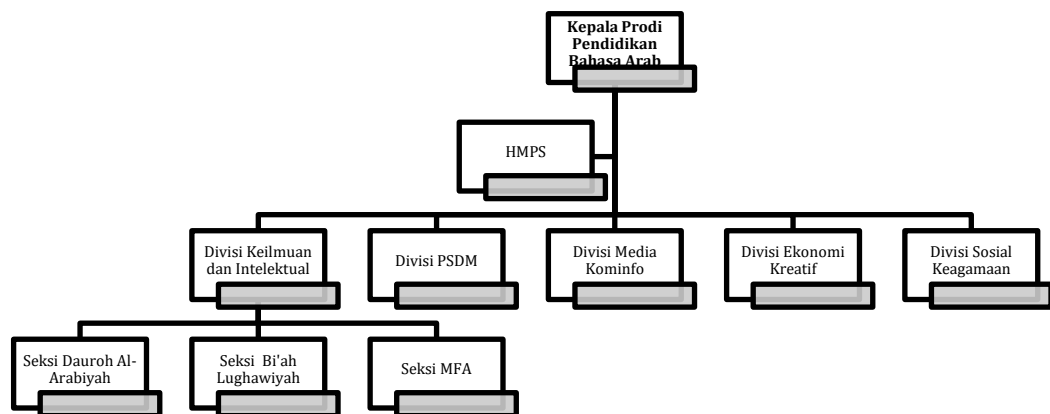 Kepala Prodi
Pendidikan
Bahasa Arab
HMPS
Divisi Keilmuan
dan Intelektual
Divisi PSDM
Divisi Media
Kominfo
Divisi Ekonomi
Kreatif
Divisi Sosial
Keagamaan
Seksi Dauroh Al-
Arabiyah
Seksi Bi'ah
Lughawiyah
Seksi MFA